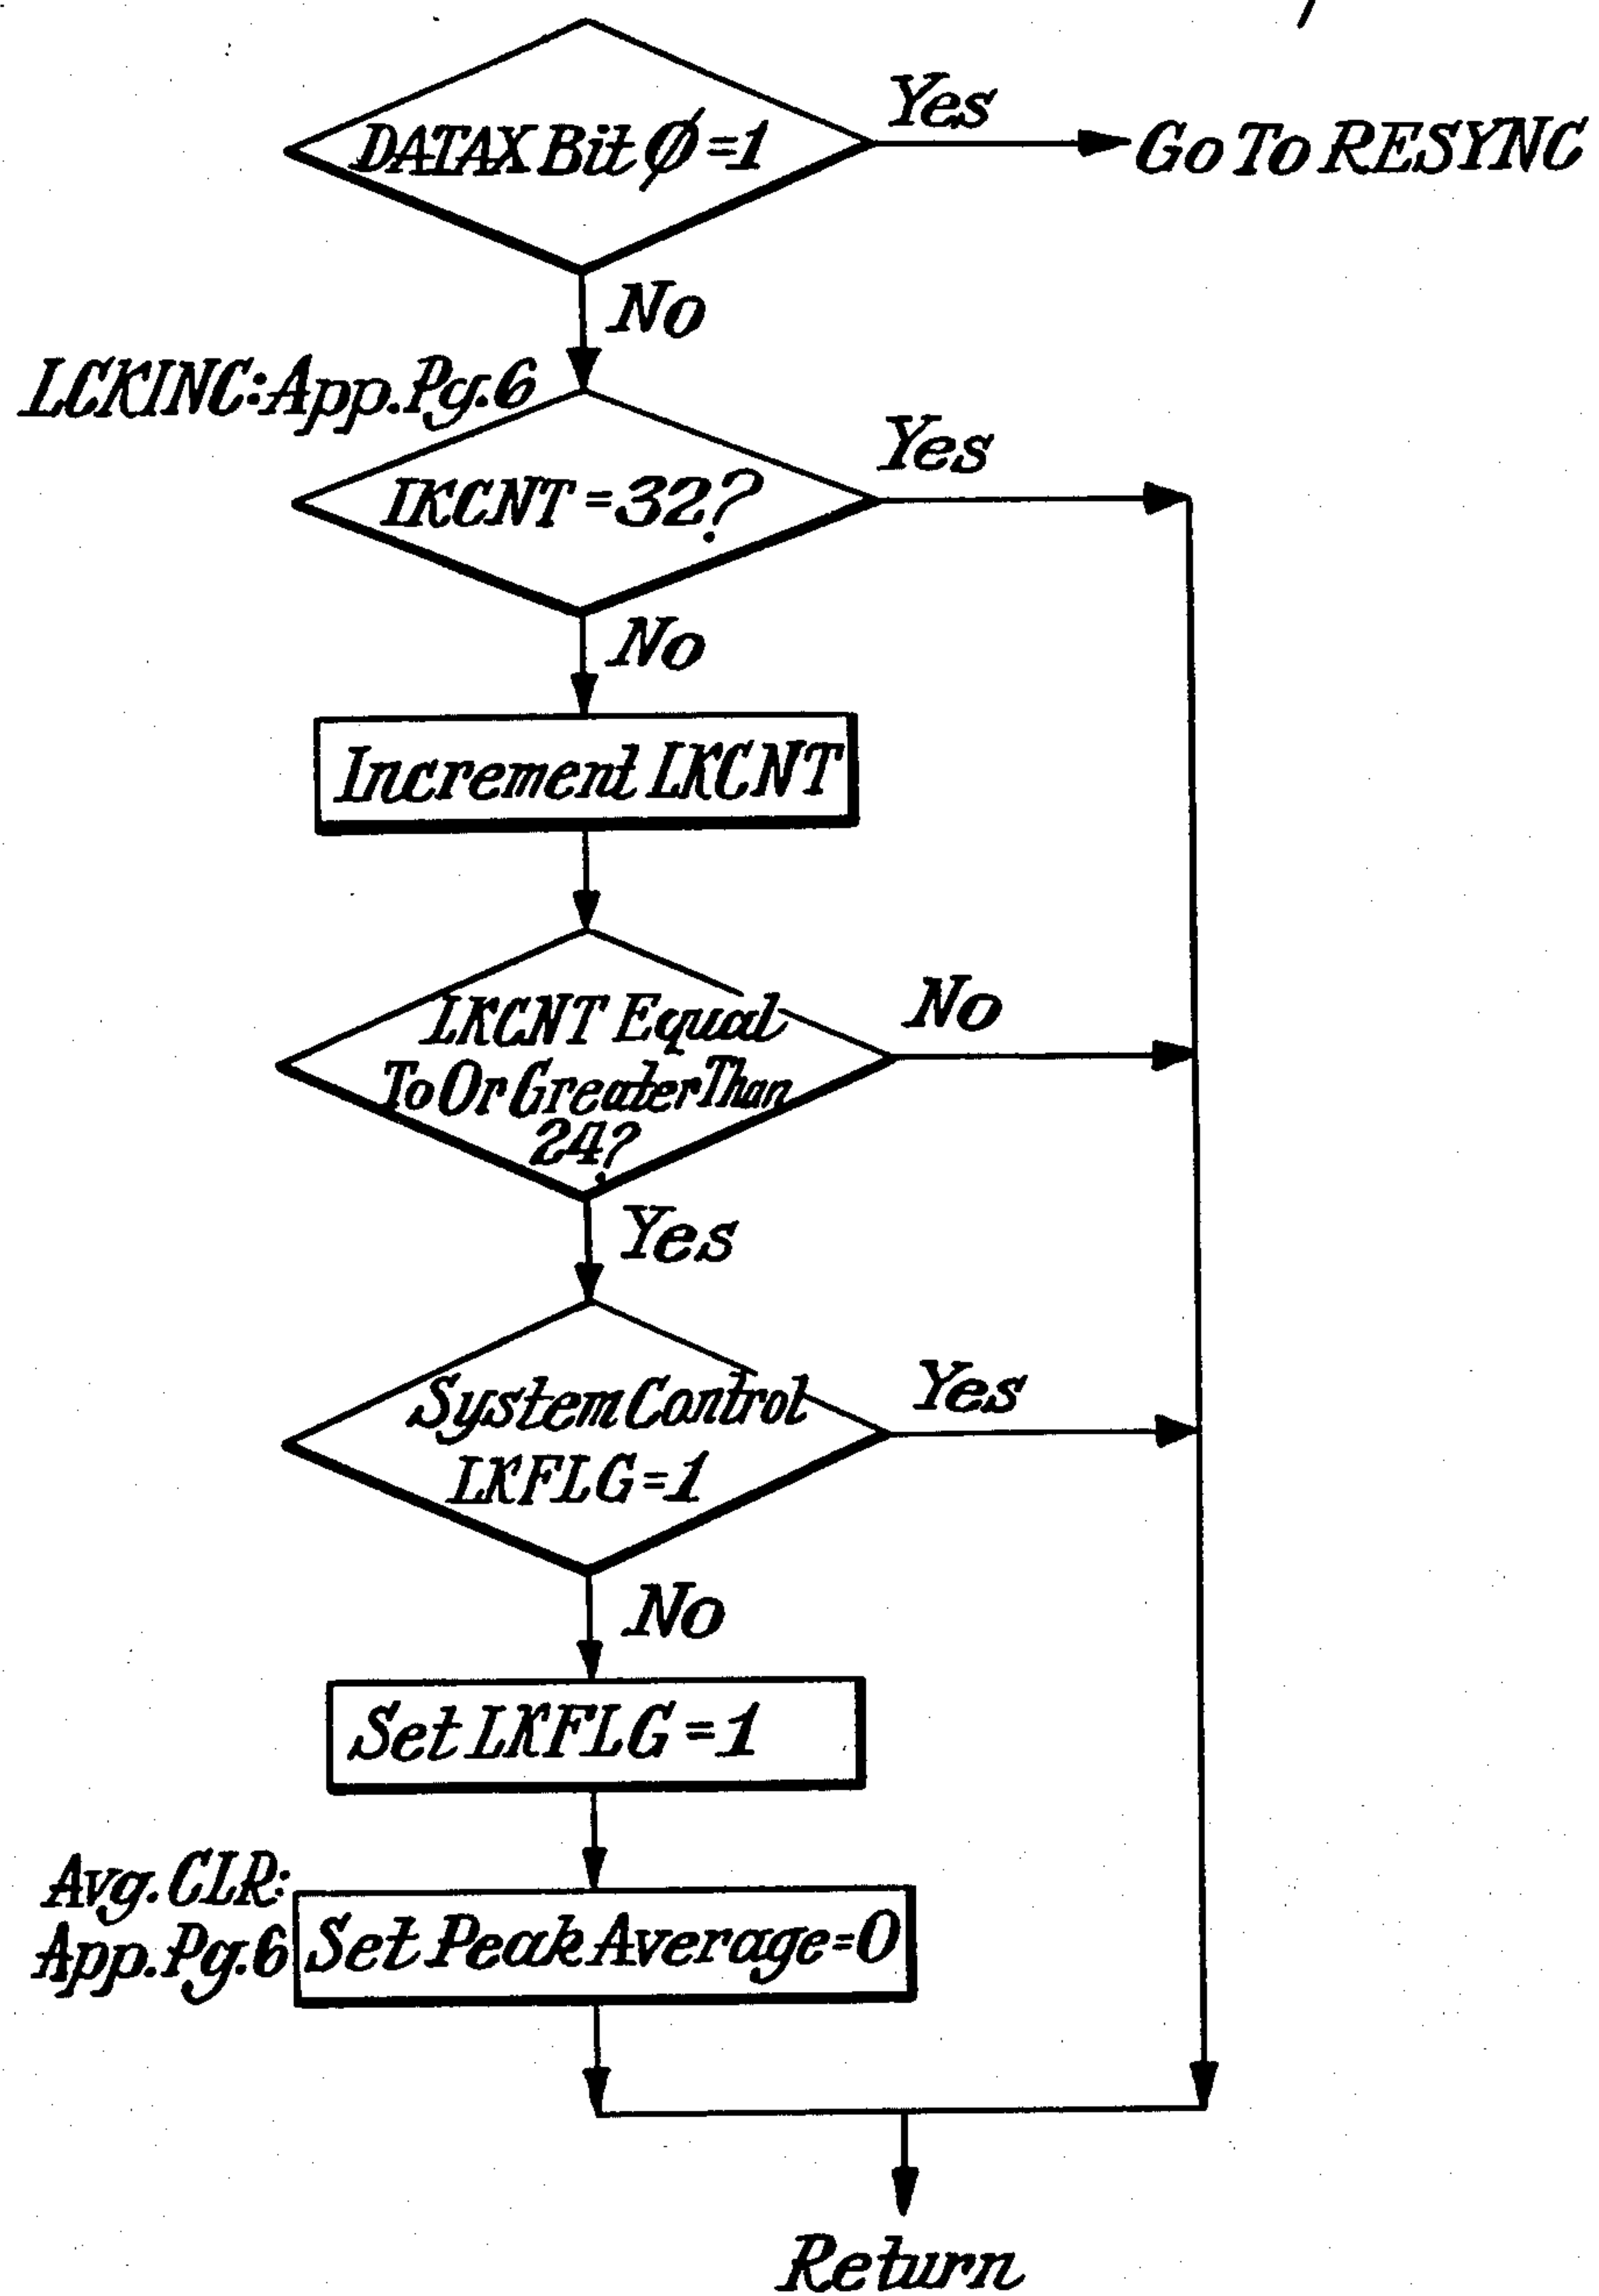 DATAX Bit Ø=1
Yes
Go To RESYNC
No
LCKINC: App. Pg. 6
IKCNT =32?
Yes
No
Increment LKCNT
LKCNT Equal
To Or Greater Than
24?
No
Yes
System Control
LKFLG=1
Yes
No
Set LKFLG =1
Avg. CLR:
App. Pg. 6
Set Peak Average=0
Return